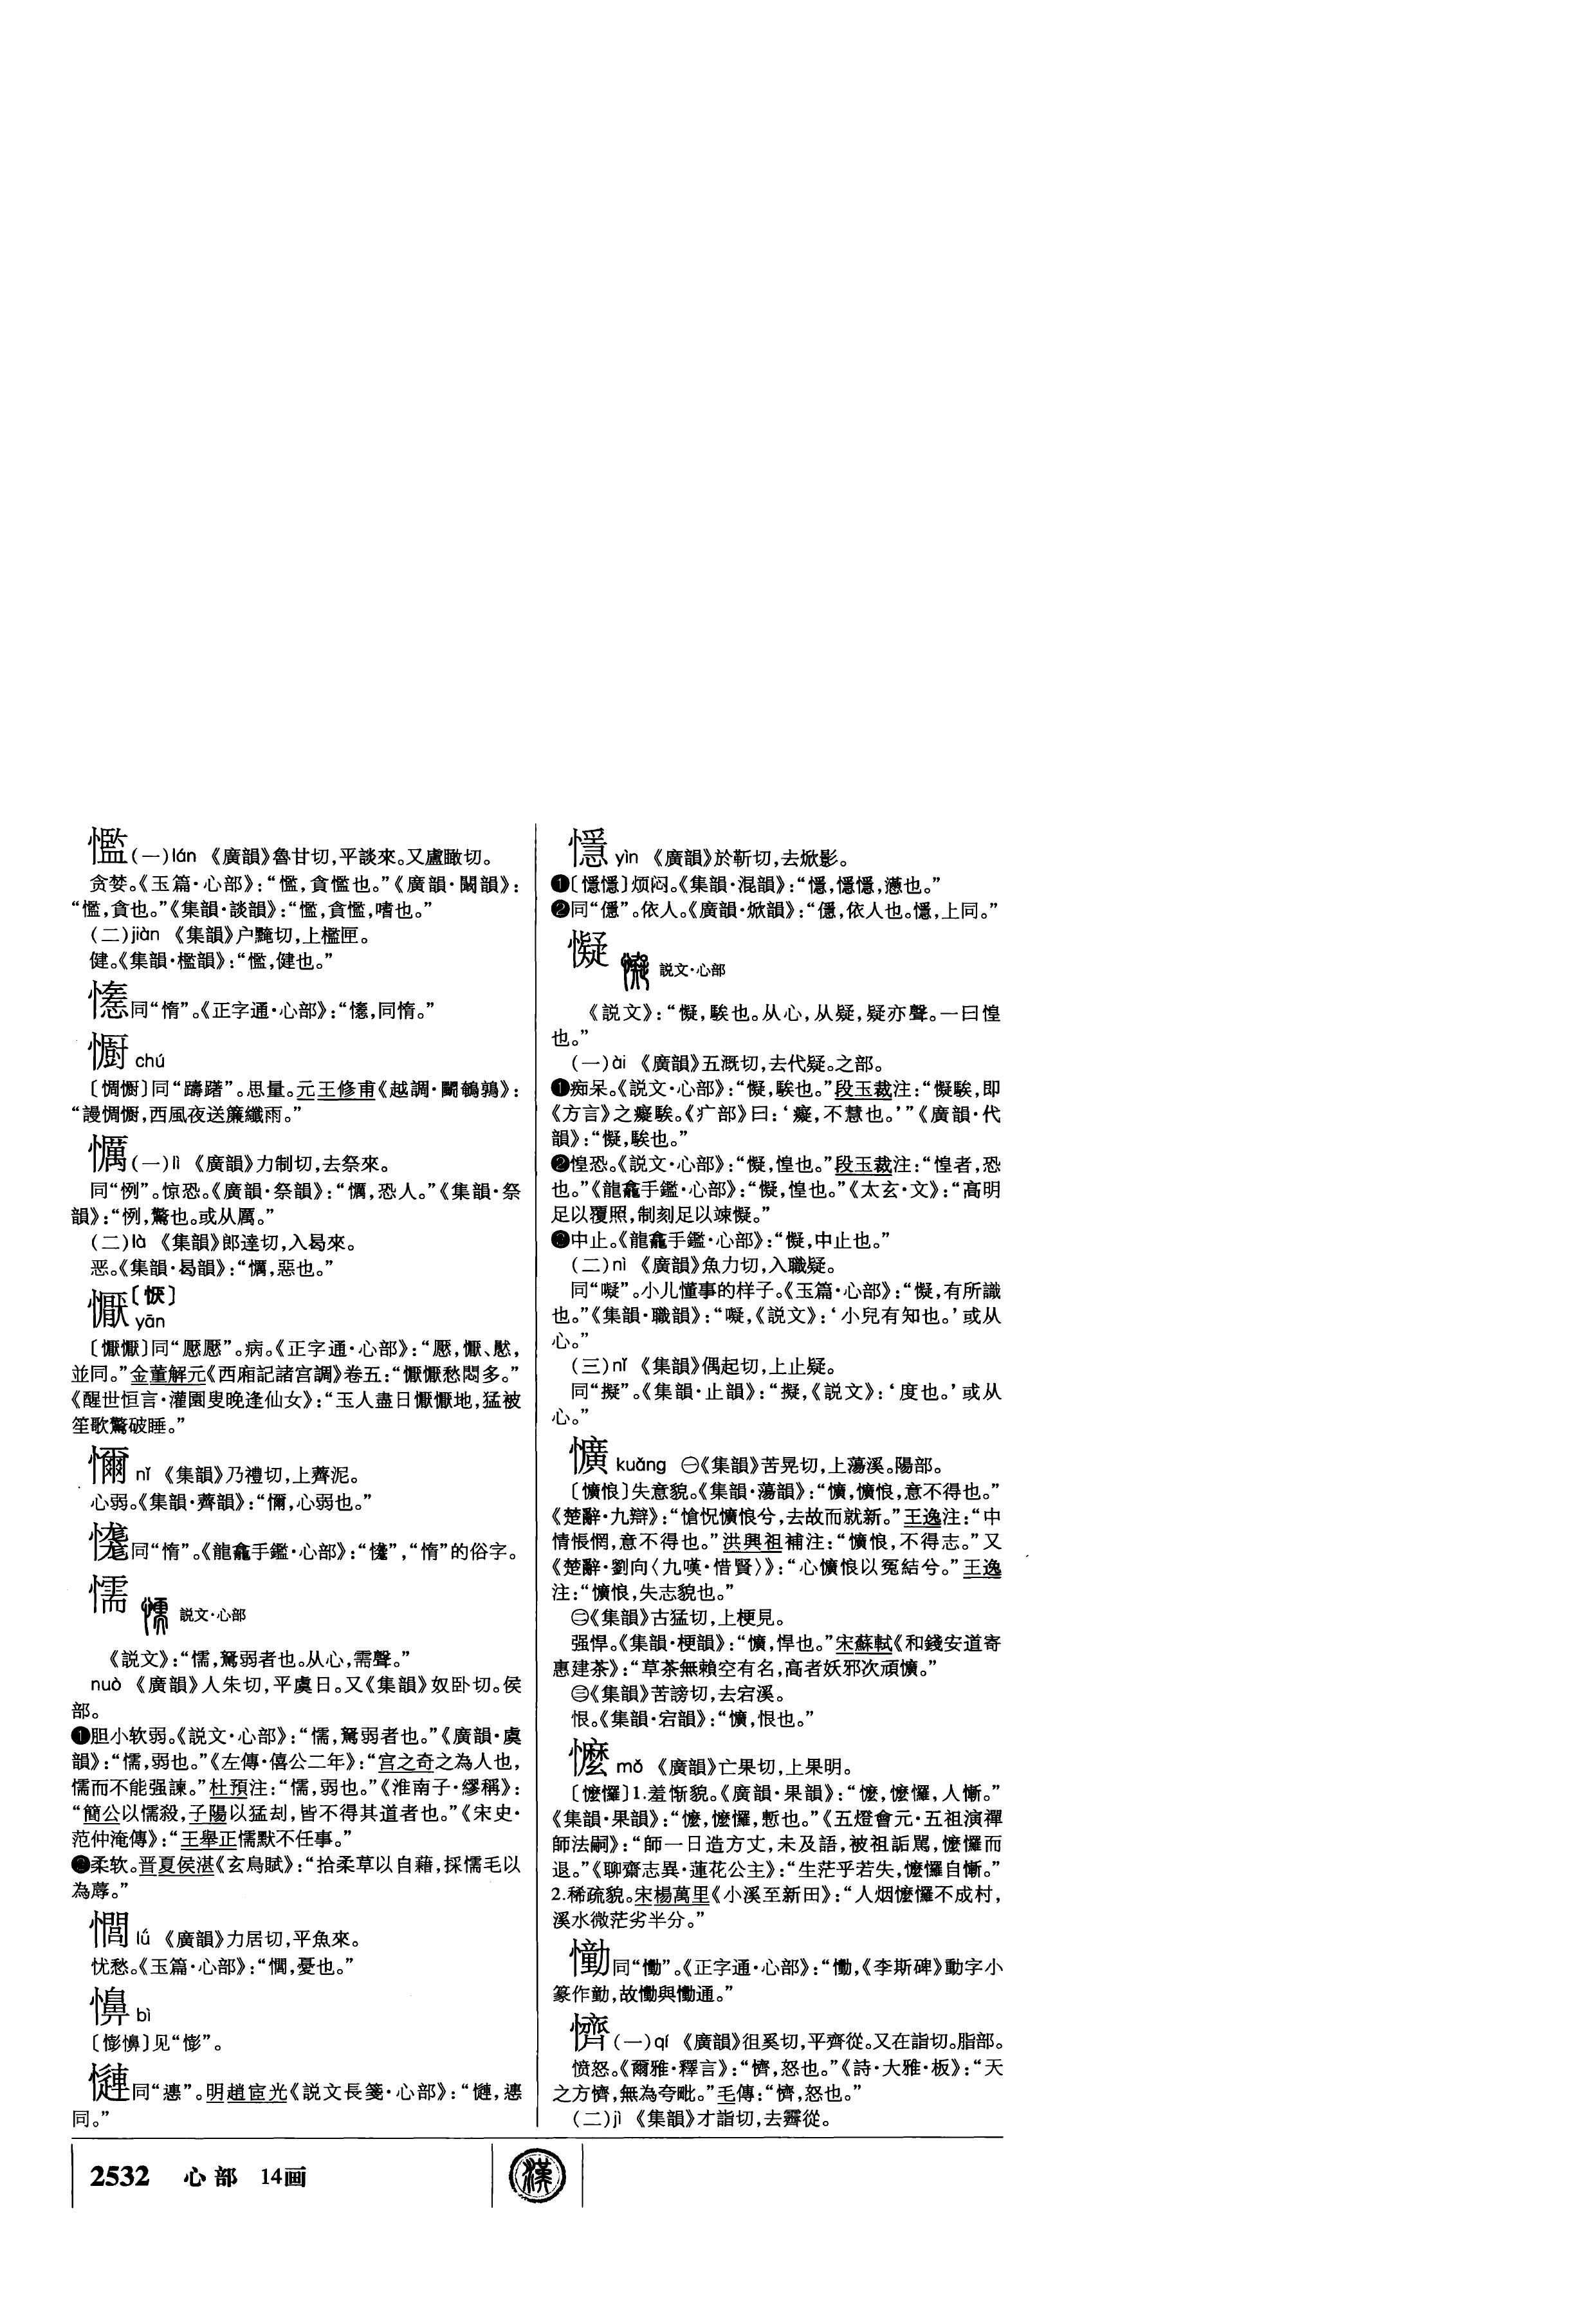 懢(一)lán 《廣韻》魯甘切,平談來。又盧瞰切。
贪婪。《玉篇·心部》:“懢,貪懢也。”《廣韻·闞韻》:
“懢,貪也。”《集韻·談韻》:“懢,貪懢,嗜也。”
(二)jiàn 《集韻》户黤切,上檻匣。
健。《集韻·檻韻》:“懢,健也。”
同“惰”。《正字通·心部》:“,同惰。”
懤 chú
〔惆〕同“躊躇”。思量。元王修甫《越調·鬭鵪鶉》:
“謾惆,西風夜送簾纖雨。”
㦤(一)lì 《廣韻》力制切,去祭來。
同“㤡”。惊恐。《廣韻·祭韻》:“㦤,恐人。”《集韻·祭
韻》:“㤡,驚也。或从厲。”
(二)là 《集韻》郎達切,入曷來。
恶。《集韻·曷韻》:“㦤,惡也。”
懕〔恹〕
yān
〔懨懨〕同“懕懕”。病。《正字通·心部》:“懕,懨、㦔,
並同。”金董解元《西廂記諸宫調》卷五:“懨懨愁悶多。”
《醒世恒言·灌園叟晚逢仙女》:“玉人盡日懨懨地,猛被
笙歌驚破睡。”
㦐 nǐ 《集韻》乃禮切,上薺泥。
心弱。《集韻·薺韻》:“㦐,心弱也。”
同“惰”。《龍龕手鑑·心部》:“”,“惰”的俗字。
懦 説文·心部
《説文》:“懦,駑弱者也。从心,需聲。”
nuò 《廣韻》人朱切,平虞日。又《集韻》奴卧切。侯
部。
❶胆小软弱。《説文·心部》:“懦,駑弱者也。”《廣韻·虞
韻》:“懦,弱也。”《左傳·僖公二年》:“宫之奇之為人也,
懦而不能强諫。”杜預注:“懦,弱也。”《淮南子·繆稱》:
“簡公以懦殺,子陽以猛刦,皆不得其道者也。”《宋史·
范仲淹傳》:“王舉正懦默不任事。”
❷柔软。晋夏侯湛《玄鳥賦》:“拾柔草以自藉,採懦毛以
為蓐。”
 lǘ 《廣韻》力居切,平魚來。
忧愁。《玉篇·心部》:“,憂也。”
 bì
〔㥊〕见“㥊”。
同“”。明趙宧光《説文長箋·心部》:“,
同。”
㥯 yìn 《廣韻》於靳切,去焮影。
❶〔㥯㥯〕烦闷。《集韻·混韻》:“㥯,㥯㥯,懣也。”
❷同“㒚”。依人。《廣韻·焮韻》:“㒚,依人也。㥯,上同。”
懝 説文·心部
《説文》:“懝,騃也。从心,从疑,疑亦聲。一曰惶
也。”
(一)ài 《廣韻》五溉切,去代疑。之部。
❶痴呆。《説文·心部》:“懝,騃也。”段玉裁注:“懝騃,即
《方言》之癡騃。《疒部》曰:‘癡,不慧也。’”《廣韻·代
韻》:“懝,騃也。”
❷惶恐。《説文·心部》:“懝,惶也。”段玉裁注:“惶者,恐
也。”《龍龕手鑑·心部》:“懝,惶也。”《太玄·文》:“高明
足以覆照,制刻足以竦懝。”
❸中止。《龍龕手鑑·心部》:“懝,中止也。”
(二)nì 《廣韻》魚力切,入職疑。
同“嶷”。小儿懂事的样子。《玉篇·心部》:“懝,有所識
也。”《集韻·職韻》:“㘈,《説文》:‘小兒有知也。’或从
心。”
(三)nǐ 《集韻》偶起切,上止疑。
同“擬”。《集韻·止韻》:“擬,《説文》:‘度也。’或从
心。”
懭 kuǎng ㊀《集韻》苦晃切,上蕩溪。陽部。
〔懭悢〕失意貌。《集韻·蕩韻》:“懭,懭悢,意不得也。”
《楚辭·九辯》:“愴怳懭悢兮,去故而就新。”王逸注:“中
情悵惘,意不得也。”洪興祖補注:“懭悢,不得志。”又
《楚辭·劉向〈九嘆·惜賢〉》:“心懭悢以冤結兮。”王逸
注:“懭悢,失志貌也。”
㊁《集韻》古猛切,上梗見。
强悍。《集韻·梗韻》:“懭,悍也。”宋蘇軾《和錢安道寄
惠建茶》:“草茶無賴空有名,高者妖邪次頑懭。”
㊂《集韻》苦謗切,去宕溪。
恨。《集韻·宕韻》:“懭,恨也。”
懡 mǒ 《廣韻》亡果切,上果明。
〔懡㦬〕1.羞惭貌。《廣韻·果韻》:“懡,懡㦬,人慚。”
《集韻·果韻》:“懡,懡㦬,慙也。”《五燈會元·五祖演禪
師法嗣》:“師一日造方丈,未及語,被祖詬罵,懡㦬而
退。”《聊齋志異·蓮花公主》:“生茫乎若失,懡㦬自慚。”
2.稀疏貌。宋楊萬里《小溪至新田》:“人烟懡㦬不成村,
溪水微茫劣半分。”
同“慟”。《正字通·心部》:“慟,《李斯碑》動字小
篆作勭,故與慟通。”
懠(一)qí 《廣韻》徂奚切,平齊從。又在詣切。脂部。
愤怒。《爾雅·釋言》:“懠,怒也。”《詩·大雅·板》:“天
之方懠,無為夸毗。”毛傳:“懠,怒也。”
(二)jì 《集韻》才詣切,去霽從。
2532 心部 14画
漢